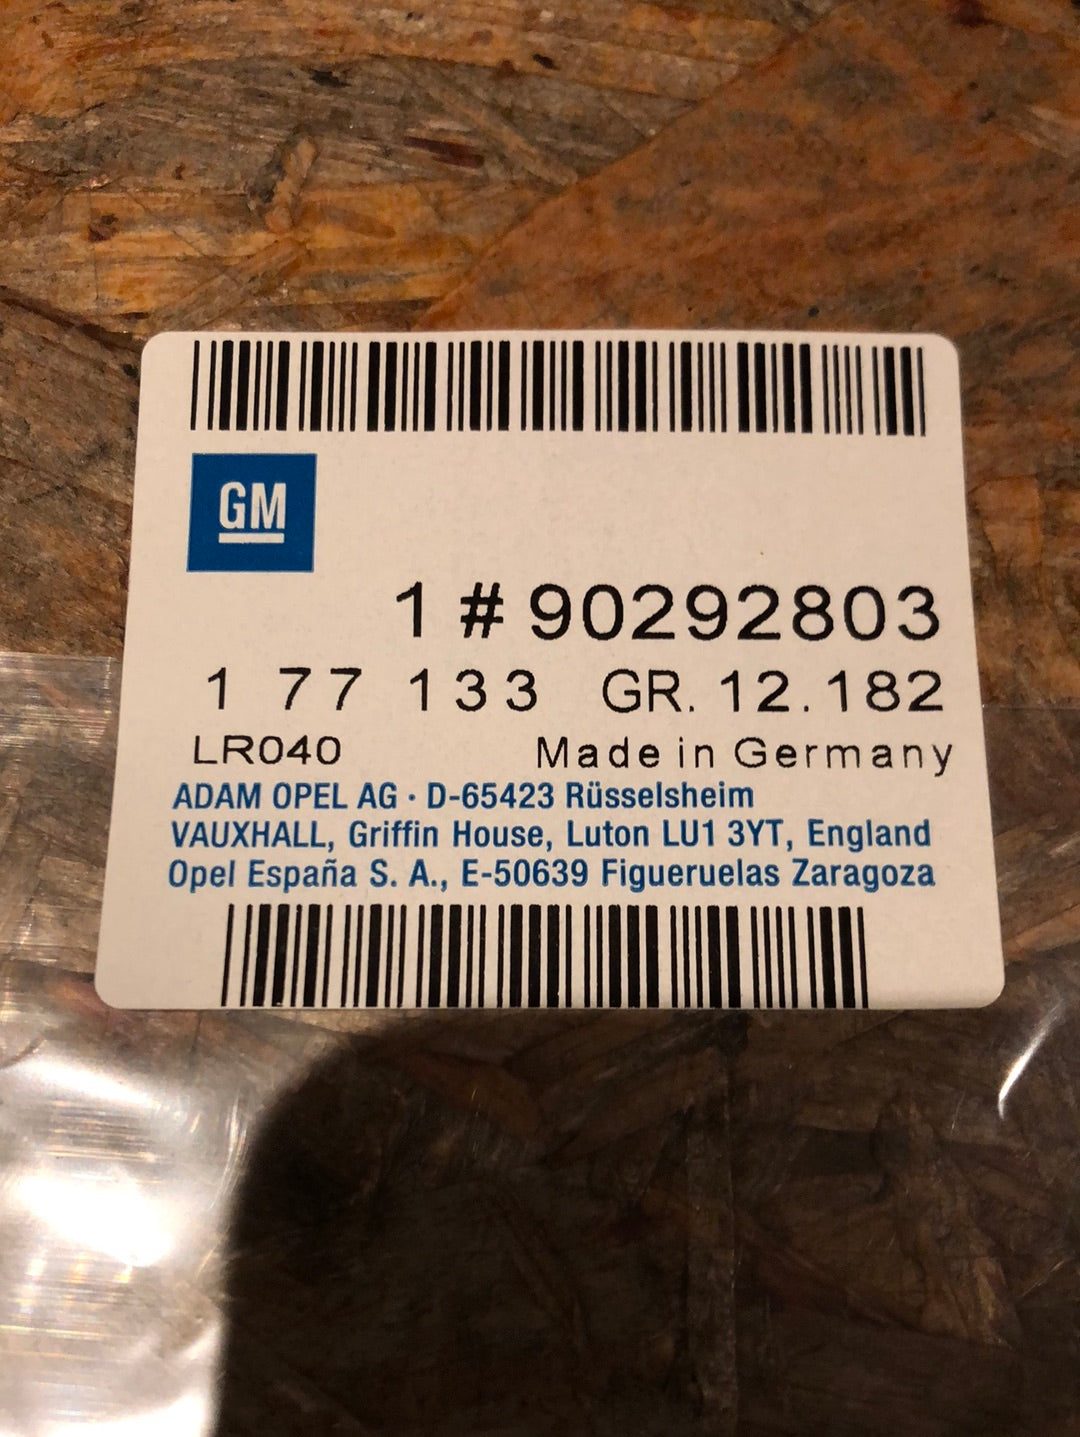 GM
1 # 90292803
1 77 133 GR. 12.182
LR040 Made in Germany
ADAM OPEL AG · D-65423 Rüsselsheim
VAUXHALL, Griffin House, Luton LU1 3YT, England
Opel España S. A., E-50639 Figueruelas Zaragoza